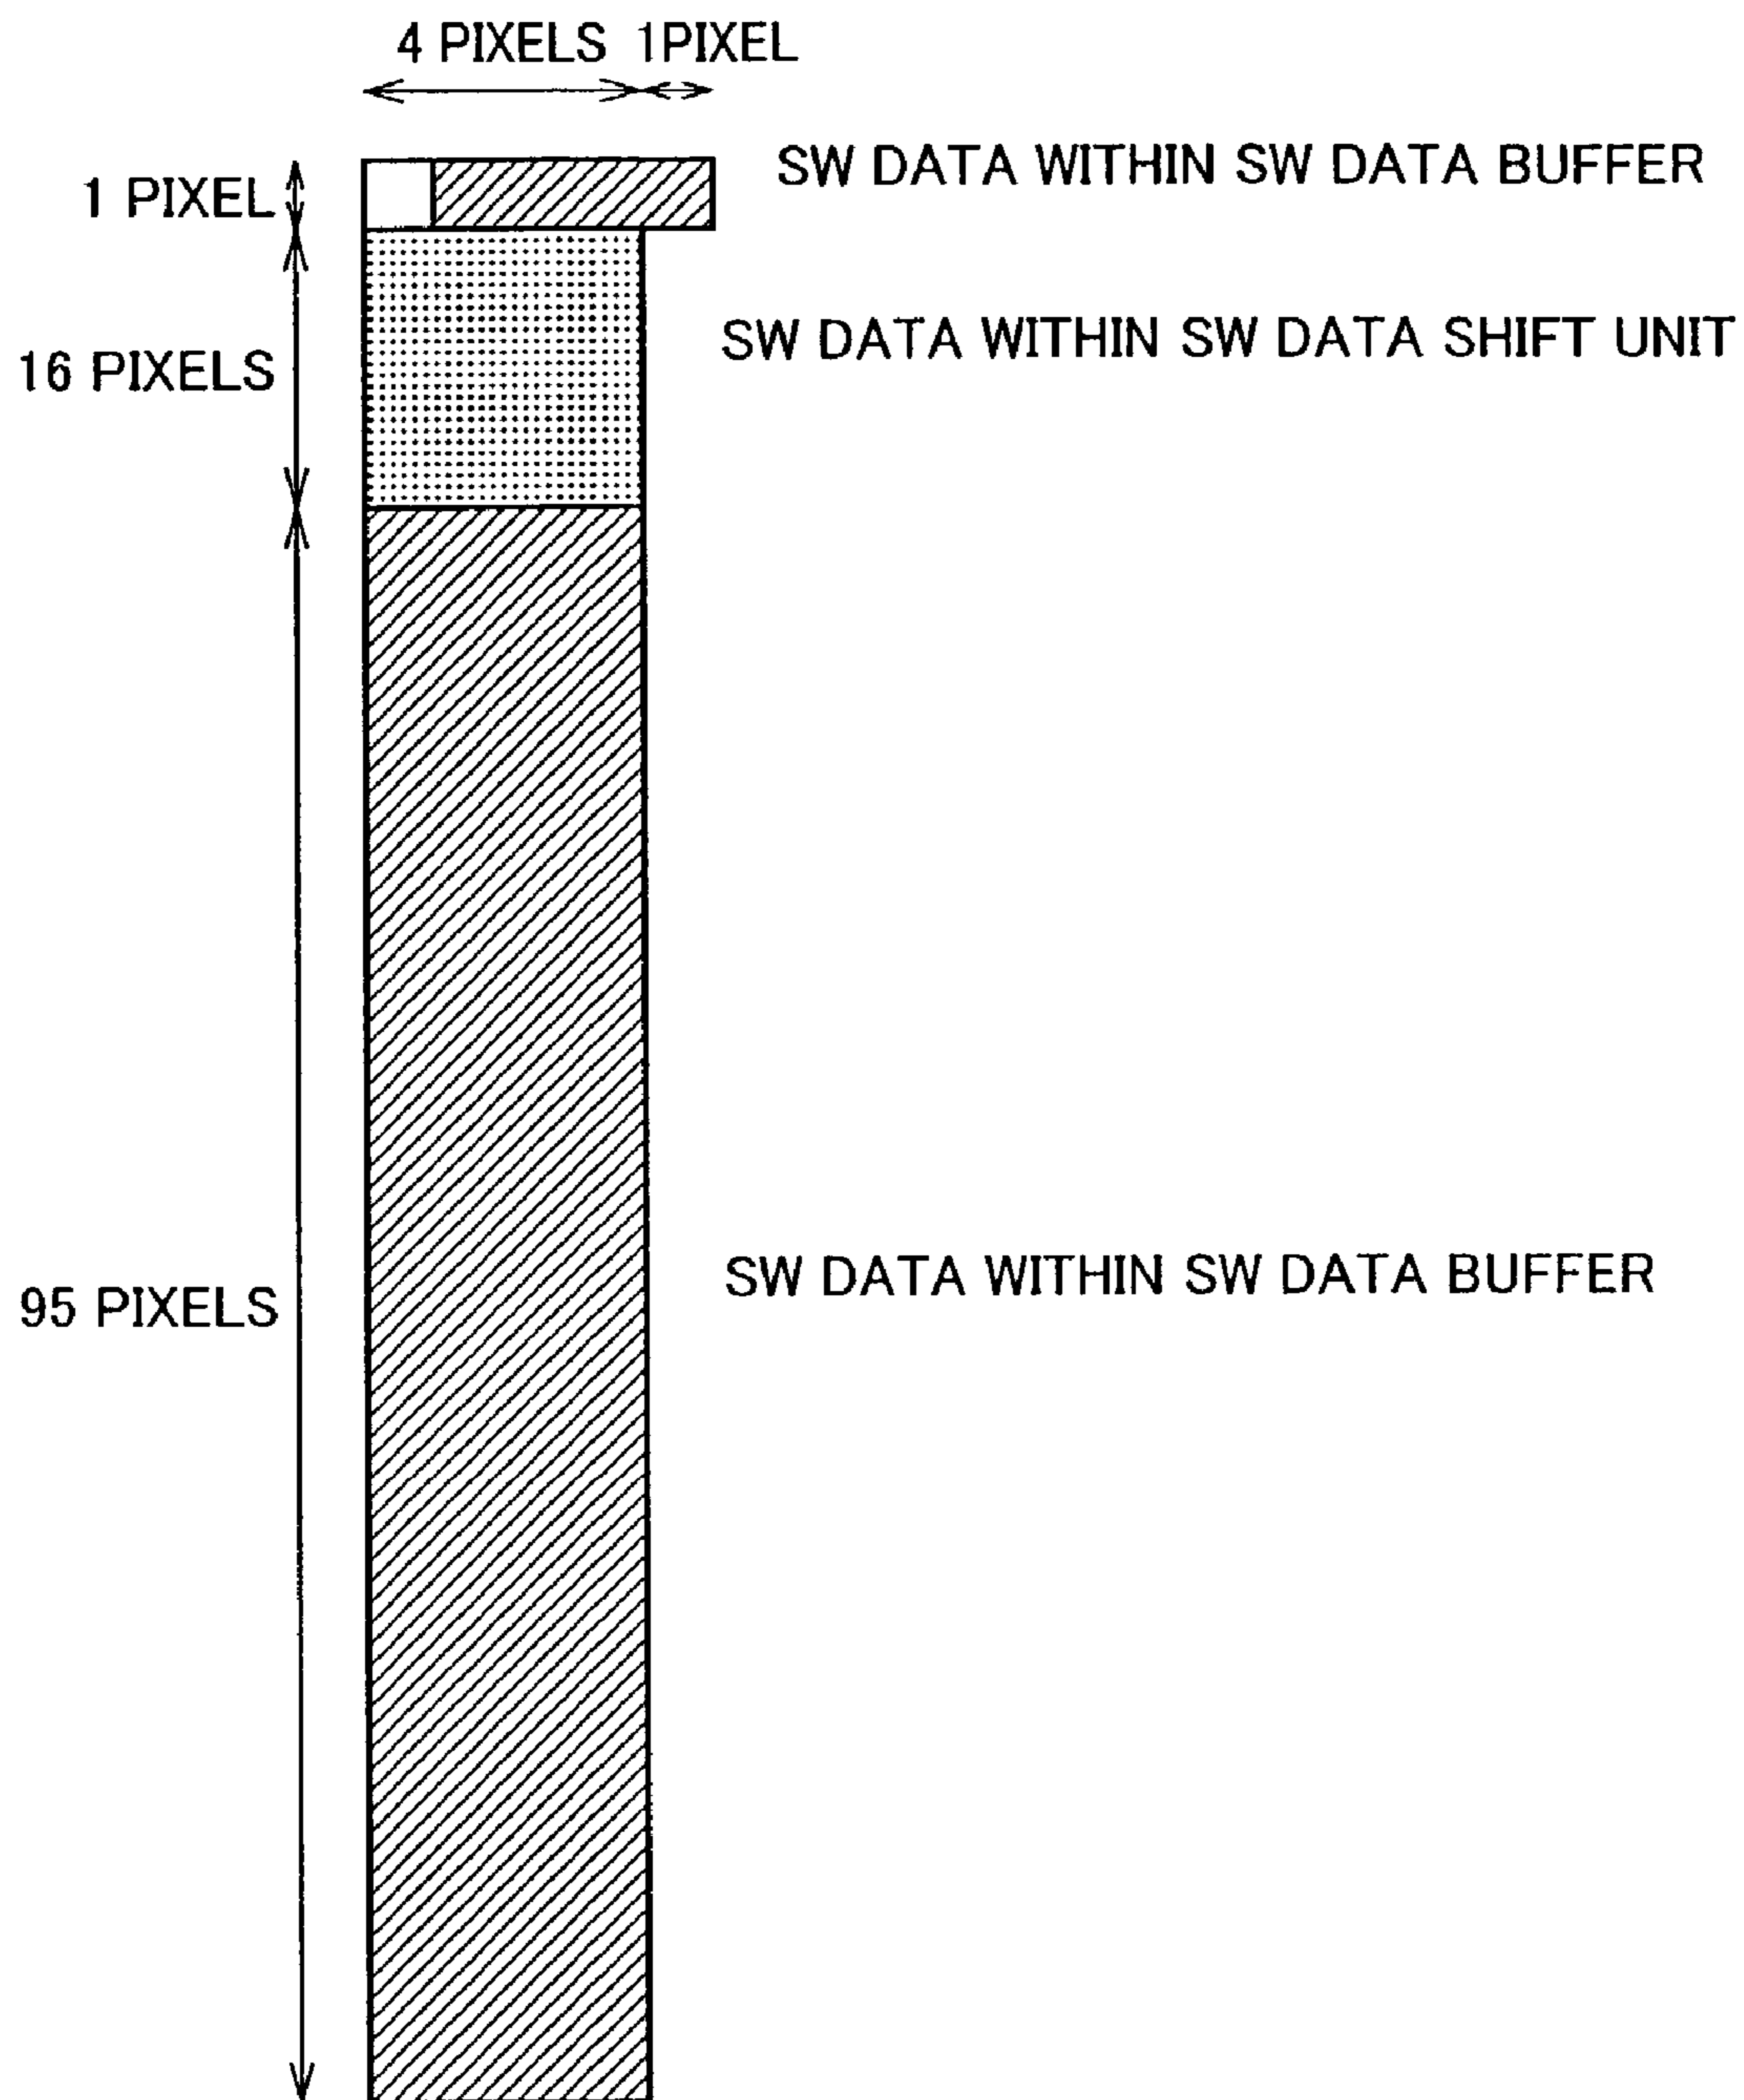 4 PIXELS 1PIXEL
SW DATA WITHIN SW DATA BUFFER
1 PIXEL
SW DATA WITHIN SW DATA SHIFT UNIT
16 PIXELS
SW DATA WITHIN SW DATA BUFFER
95 PIXELS